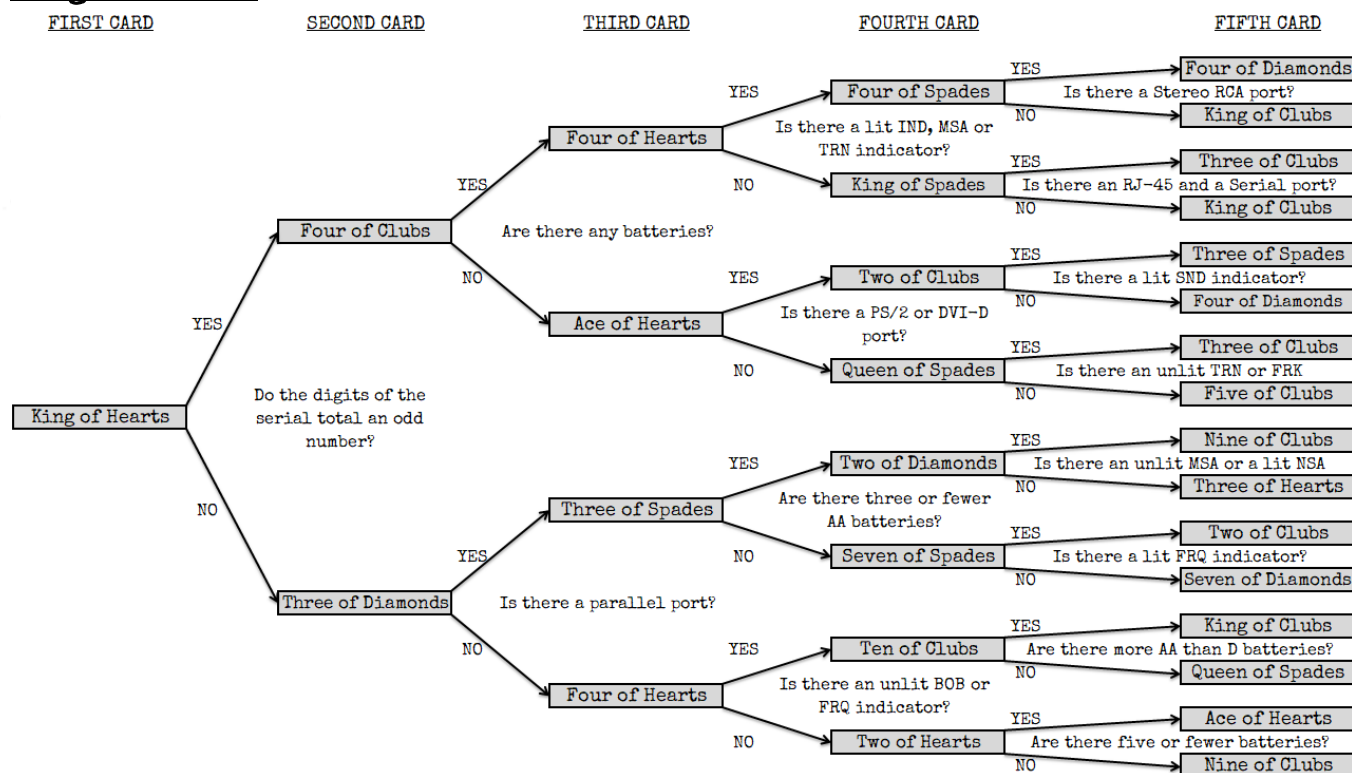 FIRST CARD
SECOND CARD
THIRD CARD
FOURTH CARD
FIFTH CARD
King of Hearts
YES
NO
Do the digits of the
serial total an odd
number?
Four of Clubs
Three of Diamonds
YES
NO
Are there any batteries?
YES
NO
Is there a parallel port?
Four of Hearts
Ace of Hearts
Three of Spades
Four of Hearts
YES
Is there a lit IND, MSA or
TRN indicator?
NO
YES
Is there a PS/2 or DVI-D
port?
NO
YES
Are there three or fewer
AA batteries?
NO
YES
Is there an unlit BOB or
FRQ indicator?
NO
Four of Spades
King of Spades
Two of Clubs
Queen of Spades
Two of Diamonds
Seven of Spades
Ten of Clubs
Two of Hearts
YES
Four of Diamonds
Is there a Stereo RCA port?
NO
King of Clubs
YES
Three of Clubs
Is there an RJ-45 and a Serial port?
NO
King of Clubs
YES
Three of Spades
Is there a lit SND indicator?
NO
Four of Diamonds
YES
Three of Clubs
Is there an unlit TRN or FRK
NO
Five of Clubs
YES
Nine of Clubs
Is there an unlit MSA or a lit NSA
NO
Three of Hearts
YES
Two of Clubs
Is there a lit FRQ indicator?
NO
Seven of Diamonds
YES
King of Clubs
Are there more AA than D batteries?
NO
Queen of Spades
YES
Ace of Hearts
Are there five or fewer batteries?
NO
Nine of Clubs